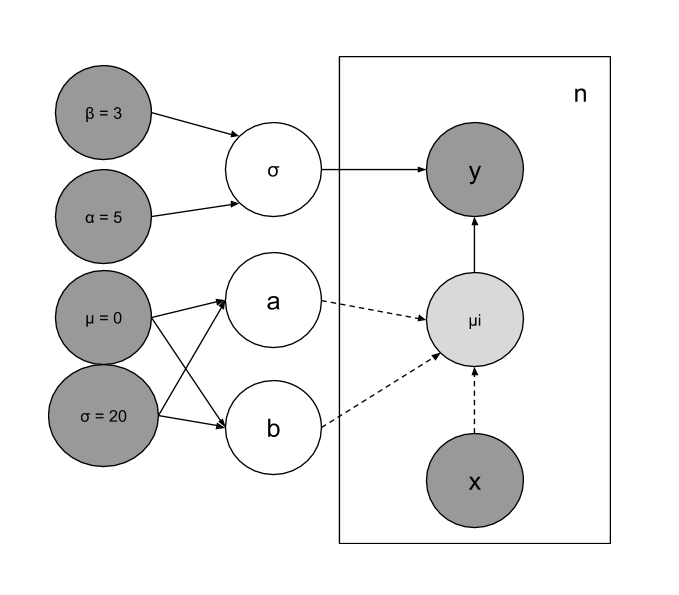 β = 3
α = 5
μ = 0
σ = 20
σ
a
b
n
y
μi
x